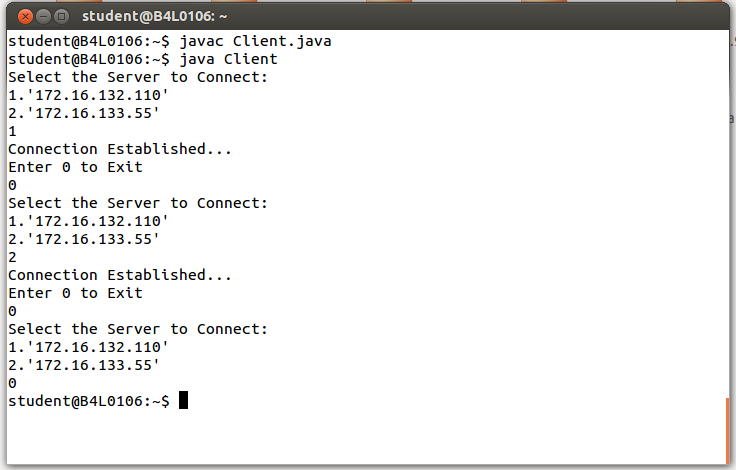 student@B4L0106: ~
student@B4L0106:~$ javac Client.java
student@B4L0106:~$ java Client
Select the Server to Connect:
1.'172.16.132.110'
2.'172.16.133.55'
1
Connection Established...
Enter 0 to Exit
0
Select the Server to Connect:
1.'172.16.132.110'
2.'172.16.133.55'
2
Connection Established...
Enter 0 to Exit
0
Select the Server to Connect:
1.'172.16.132.110'
2.'172.16.133.55'
0
student@B4L0106:~$